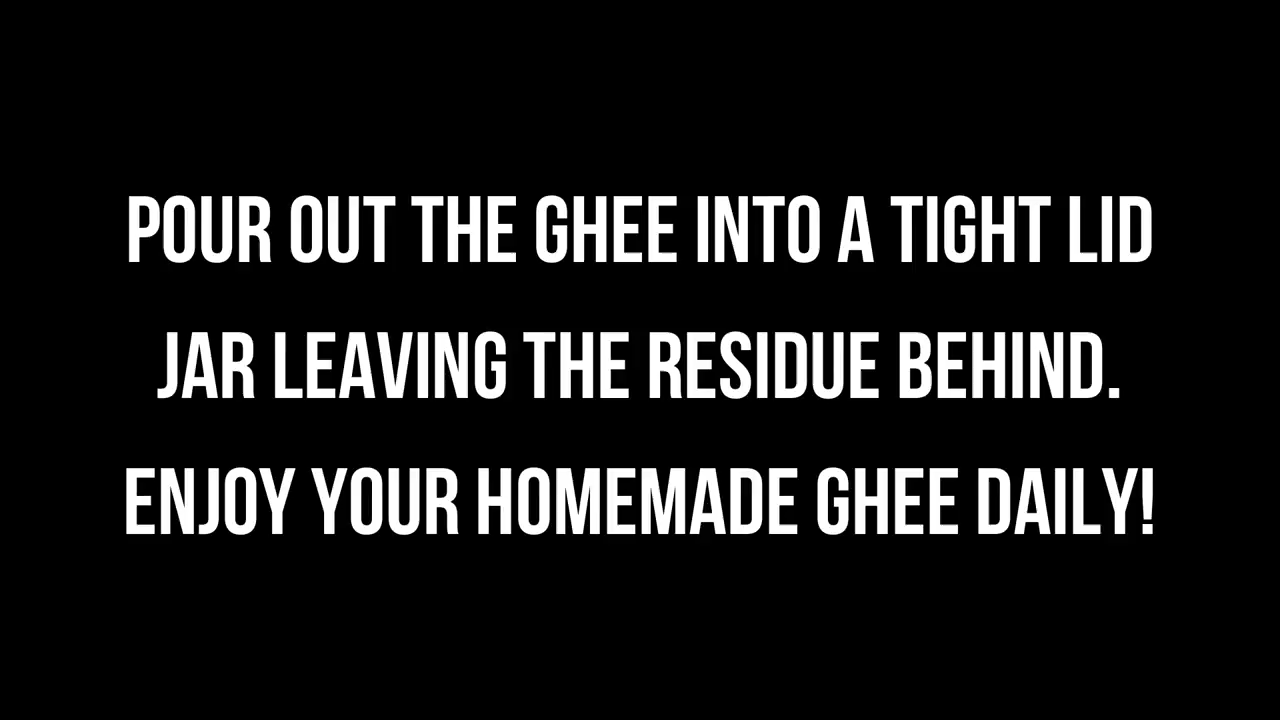 POUR OUT THE GHEE INTO A TIGHT LID
JAR LEAVING THE RESIDUE BEHIND.
ENJOY YOUR HOMEMADE GHEE DAILY!